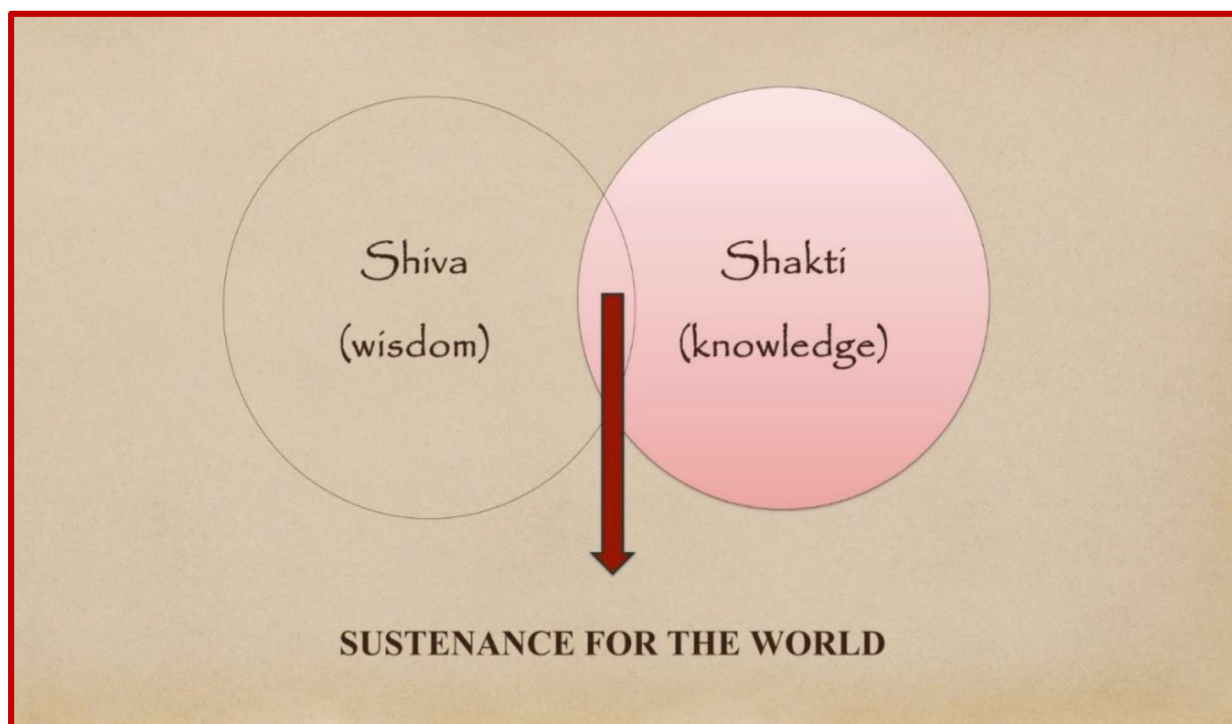 Shiva
(wisdom)
Shakti
(knowledge)
SUSTENANCE FOR THE WORLD